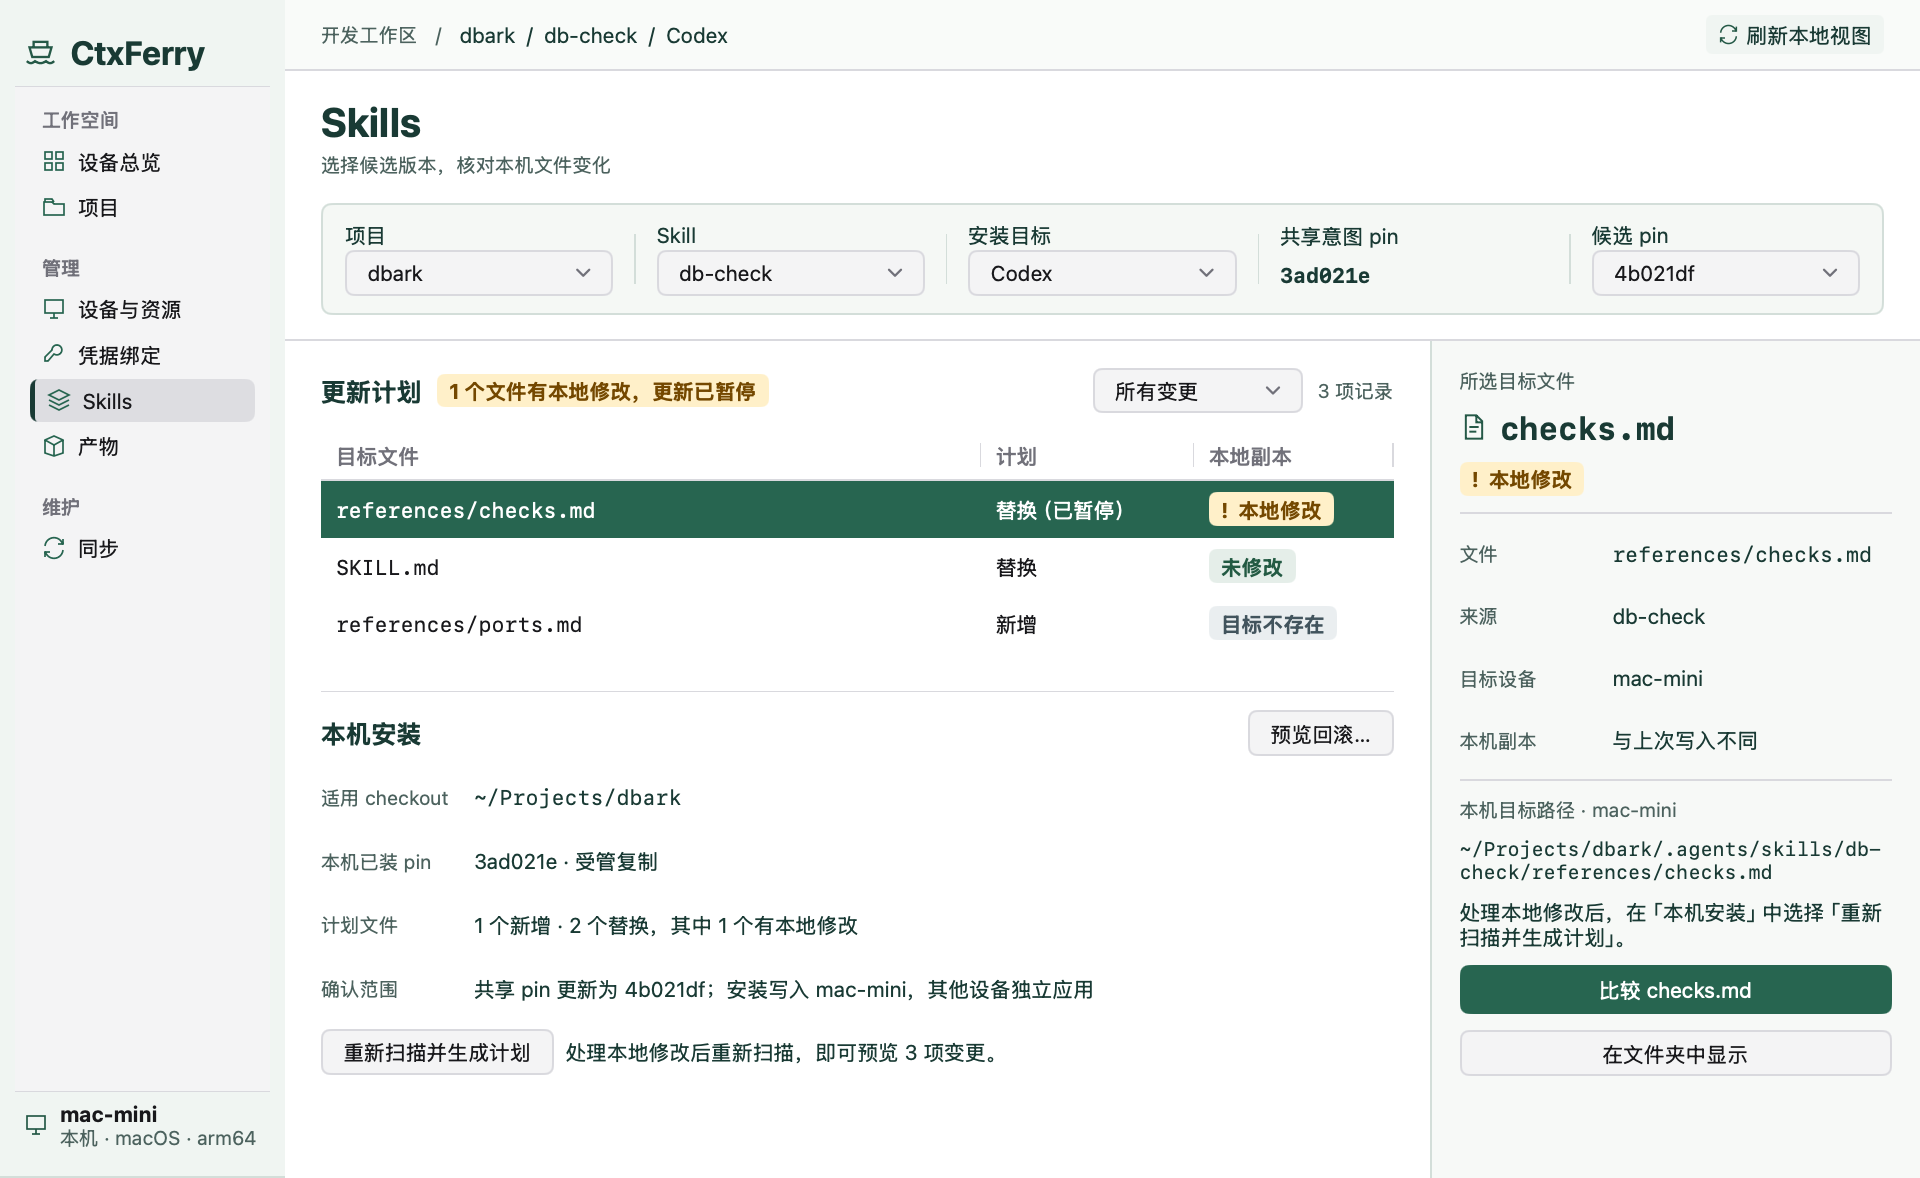 CtxFerry
工作空间
设备总览
项目
管理
设备与资源
凭据绑定
Skills
产物
维护
同步
mac-mini
本机 · macOS · arm64
开发工作区 / dbark / db-check / Codex
刷新本地视图
Skills
选择候选版本，核对本机文件变化
项目
dbark
Skill
db-check
安装目标
Codex
共享意图 pin
3ad021e
候选 pin
4b021df
更新计划
1 个文件有本地修改，更新已暂停
所有变更
3 项记录
目标文件 计划 本地副本
references/checks.md 替换（已暂停） ! 本地修改
SKILL.md 替换 未修改
references/ports.md 新增 目标不存在
本机安装
预览回滚...
适用 checkout ~/Projects/dbark
本机已装 pin 3ad021e · 受管复制
计划文件 1 个新增 · 2 个替换，其中 1 个有本地修改
确认范围 共享 pin 更新为 4b021df；安装写入 mac-mini，其他设备独立应用
重新扫描并生成计划 处理本地修改后重新扫描，即可预览 3 项变更。
所选目标文件
checks.md
! 本地修改
文件 references/checks.md
来源 db-check
目标设备 mac-mini
本机副本 与上次写入不同
本机目标路径 · mac-mini
~/Projects/dbark/.agents/skills/db-
check/references/checks.md
处理本地修改后，在「本机安装」中选择「重新
扫描并生成计划」。
比较 checks.md
在文件夹中显示